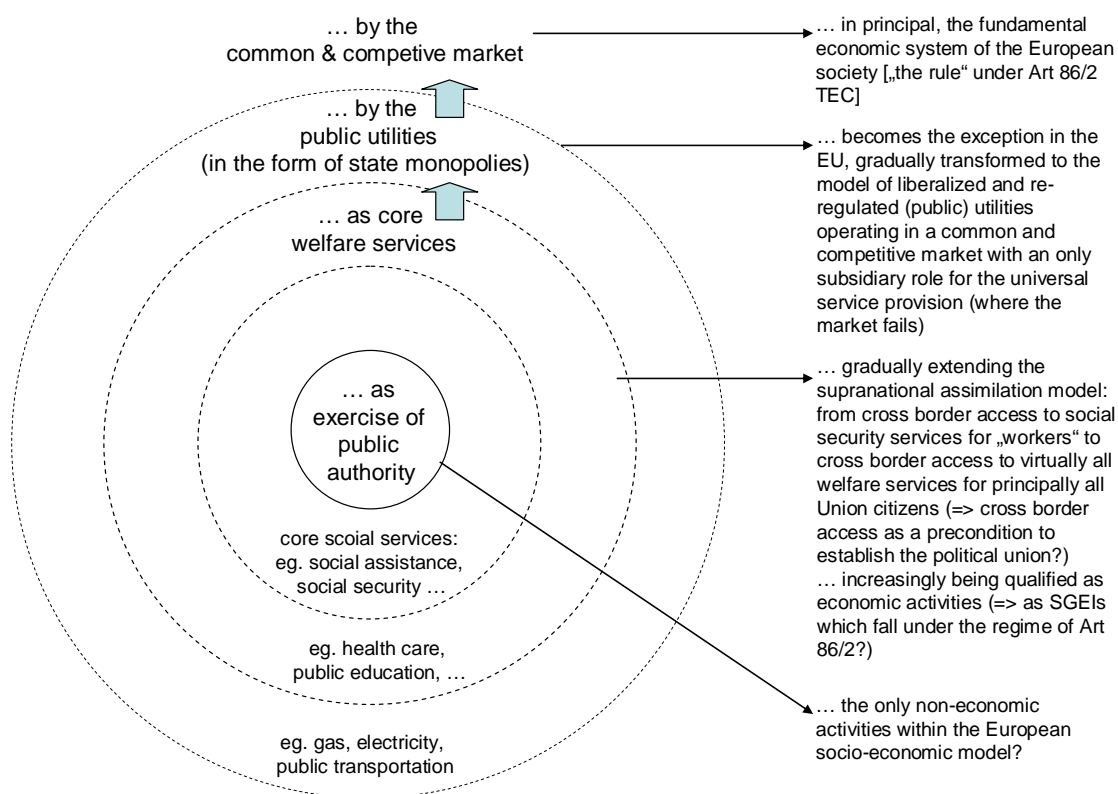 … by the
common & competive market
… by the
public utilities
(in the form of state monopolies)
… as core
welfare services
… as
exercise of
public
authority
core scoial services:
eg. social assistance,
social security …
eg. health care,
public education, …
eg. gas, electricity,
public transportation
… in principal, the fundamental
economic system of the European
society [„the rule“ under Art 86/2
TEC]
… becomes the exception in the
EU, gradually transformed to the
model of liberalized and re-
regulated (public) utilities
operating in a common and
competitive market with an only
subsidiary role for the universal
service provision (where the
market fails)
… gradually extending the
supranational assimilation model:
from cross border access to social
security services for „workers“ to
cross border access to virtually all
welfare services for principally all
Union citizens (=> cross border
access as a precondition to
establish the political union?)
… increasingly being qualified as
economic activities (=> as SGEIs
which fall under the regime of Art
86/2?)
… the only non-economic
activities within the European
socio-economic model?